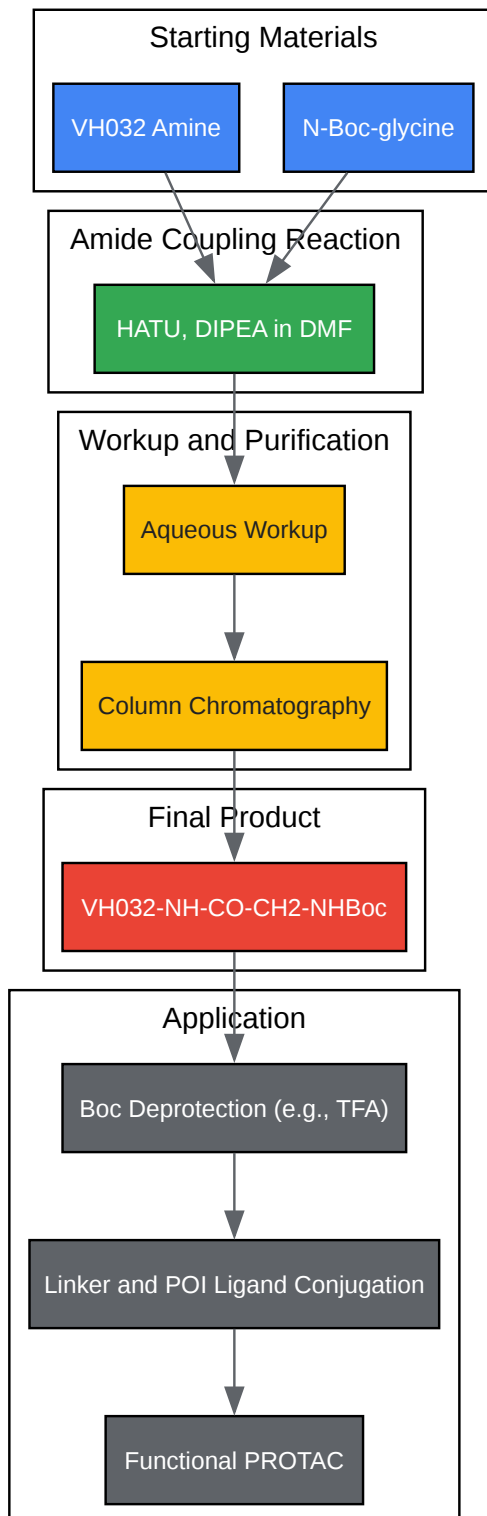 Starting Materials
VH032 Amine
N-Boc-glycine
Amide Coupling Reaction
HATU, DIPEA in DMF
Workup and Purification
Aqueous Workup
Column Chromatography
Final Product
VH032-NH-CO-CH2-NHBoc
Application
Boc Deprotection (e.g., TFA)
Linker and POI Ligand Conjugation
Functional PROTAC